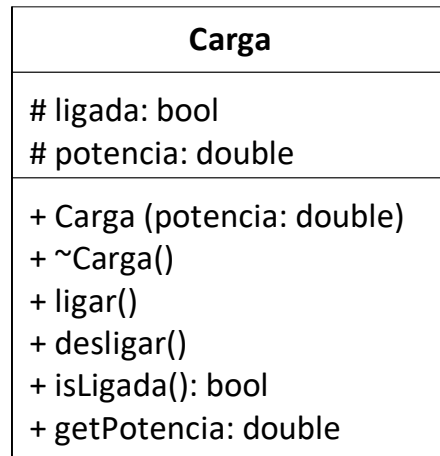 Carga
# ligada: bool
# potencia: double
+ Carga (potencia: double)
+ ~Carga()
+ ligar()
+ desligar()
+ isLigada(): bool
+ getPotencia: double